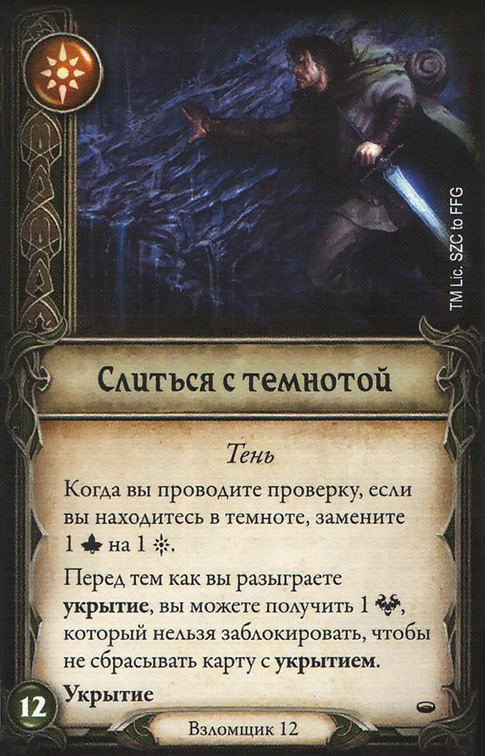 TM Lic. SZC to FFG
Слиться с темнотой
Тень
Когда вы проводите проверку, если
вы находитесь в темноте, замените
1 на 1 .
Перед тем как вы разыграете
укрытие, вы можете получить 1 ,
который нельзя заблокировать, чтобы
не сбрасывать карту с укрытием.
Укрытие
12
Взломщик 12